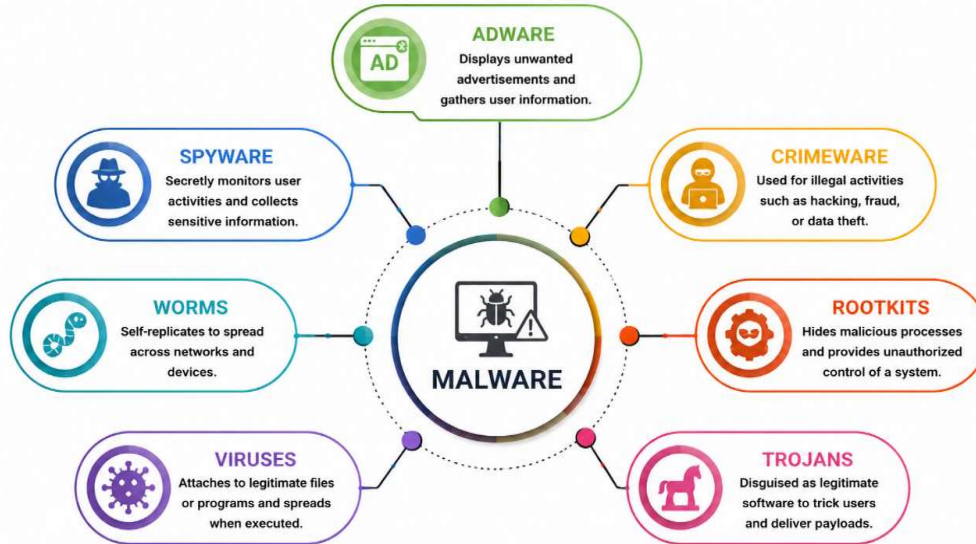 AD
ADWARE
Displays unwanted
advertisements and
gathers user information.
SPYWARE
Secretly monitors user
activities and collects
sensitive information.
CRIMEWARE
Used for illegal activities
such as hacking, fraud,
or data theft.
WORMS
Self-replicates to spread
across networks and
devices.
MALWARE
ROOTKITS
Hides malicious processes
and provides unauthorized
control of a system.
VIRUSES
Attaches to legitimate files
or programs and spreads
when executed.
TROJANS
Disguised as legitimate
software to trick users
and deliver payloads.